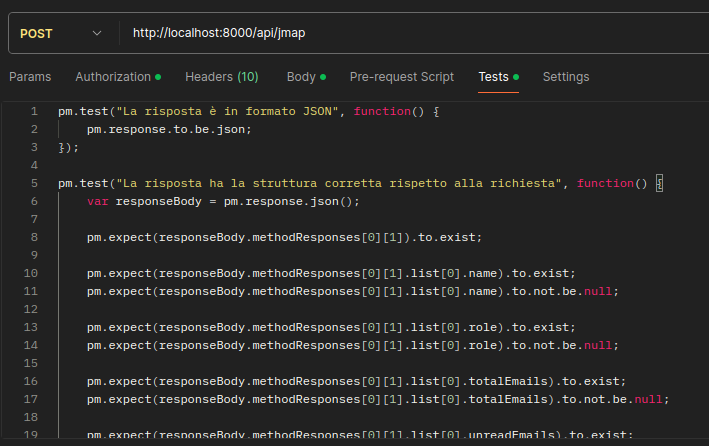 POST http://localhost:8000/api/jmap
Params Authorization Headers (10) Body Pre-request Script Tests Settings
1 pm.test("La risposta è in formato JSON", function() {
2 pm.response.to.be.json;
3 });
4
5 pm.test("La risposta ha la struttura corretta rispetto alla richiesta", function() {
6 var responseBody = pm.response.json();
7
8 pm.expect(responseBody.methodResponses[0][1]).to.exist;
9
10 pm.expect(responseBody.methodResponses[0][1].list[0].name).to.exist;
11 pm.expect(responseBody.methodResponses[0][1].list[0].name).to.not.be.null;
12
13 pm.expect(responseBody.methodResponses[0][1].list[0].role).to.exist;
14 pm.expect(responseBody.methodResponses[0][1].list[0].role).to.not.be.null;
15
16 pm.expect(responseBody.methodResponses[0][1].list[0].totalEmails).to.exist;
17 pm.expect(responseBody.methodResponses[0][1].list[0].totalEmails).to.not.be.null;
18
19 pm.expect(responseBody.methodResponses[0][1].list[0].unreadEmails).to.exist;